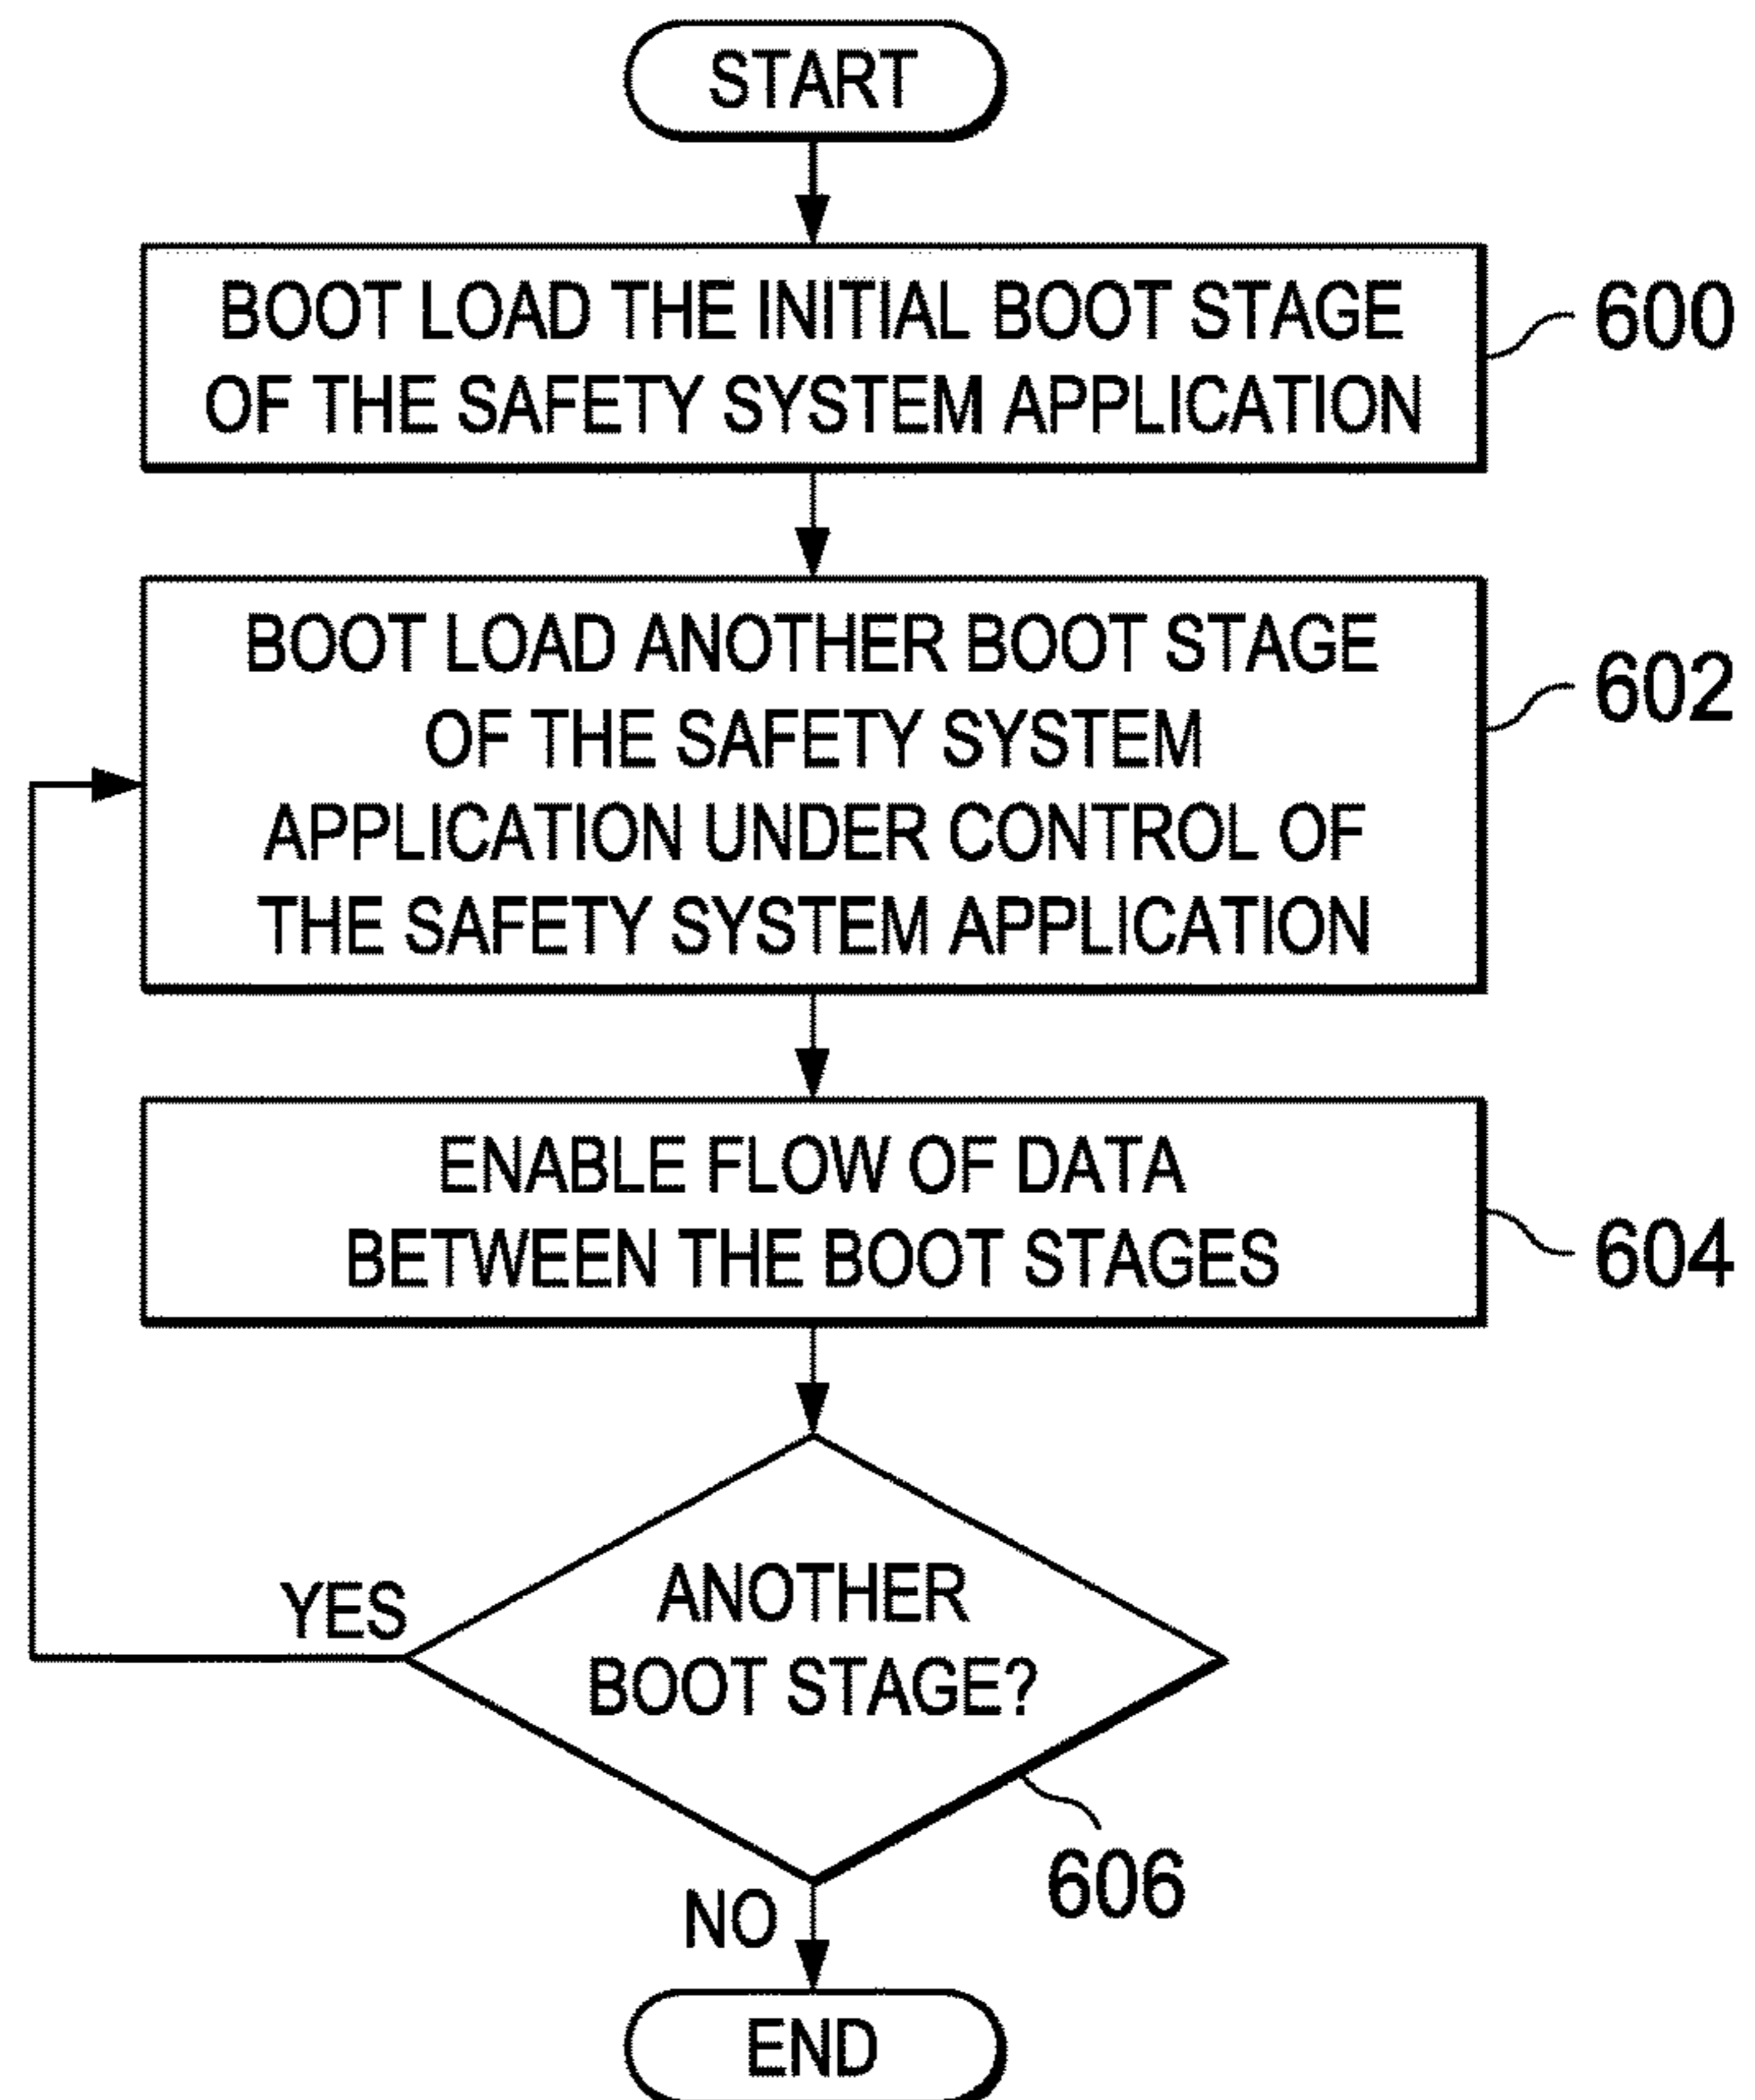 START
BOOT LOAD THE INITIAL BOOT STAGE
OF THE SAFETY SYSTEM APPLICATION
600
BOOT LOAD ANOTHER BOOT STAGE
OF THE SAFETY SYSTEM
APPLICATION UNDER CONTROL OF
THE SAFETY SYSTEM APPLICATION
602
ENABLE FLOW OF DATA
BETWEEN THE BOOT STAGES
604
YES
ANOTHER
BOOT STAGE?
606
NO
END